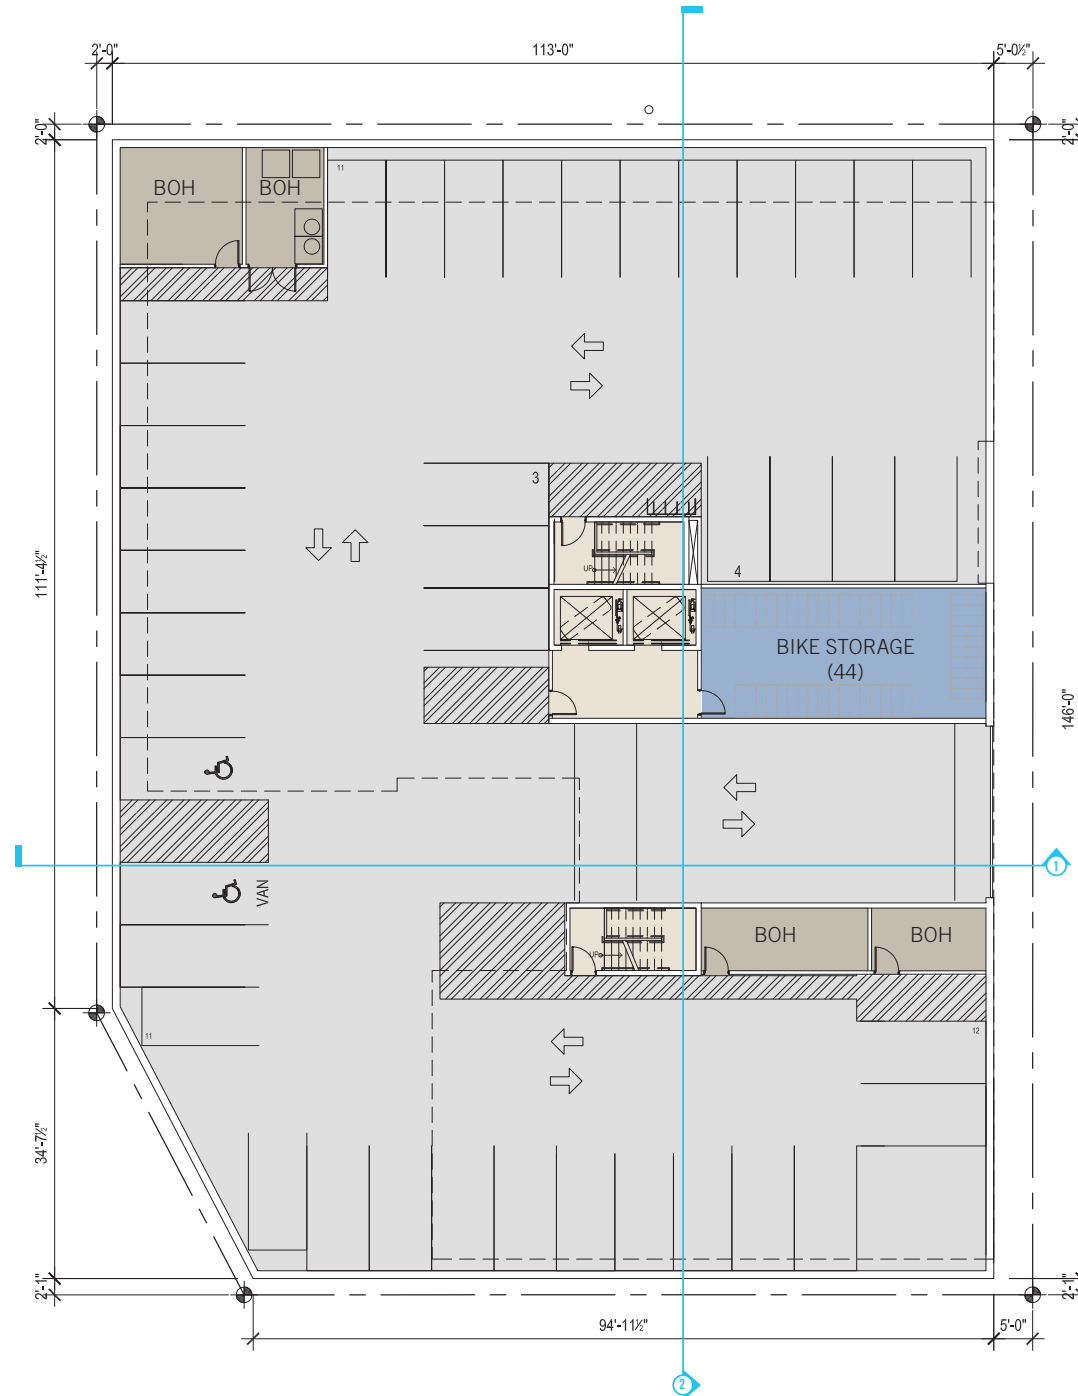 2'-0"
113'-0"
5'-0½"
2'-0"
2'-0"
BOH
BOH
11
3
UP
4
111'-4½"
BIKE STORAGE
(44)
146'-0"
1
VAN
BOH
BOH
UP
11
12
34'-7½"
2'-1"
2'-1"
94'-11½"
5'-0"
2